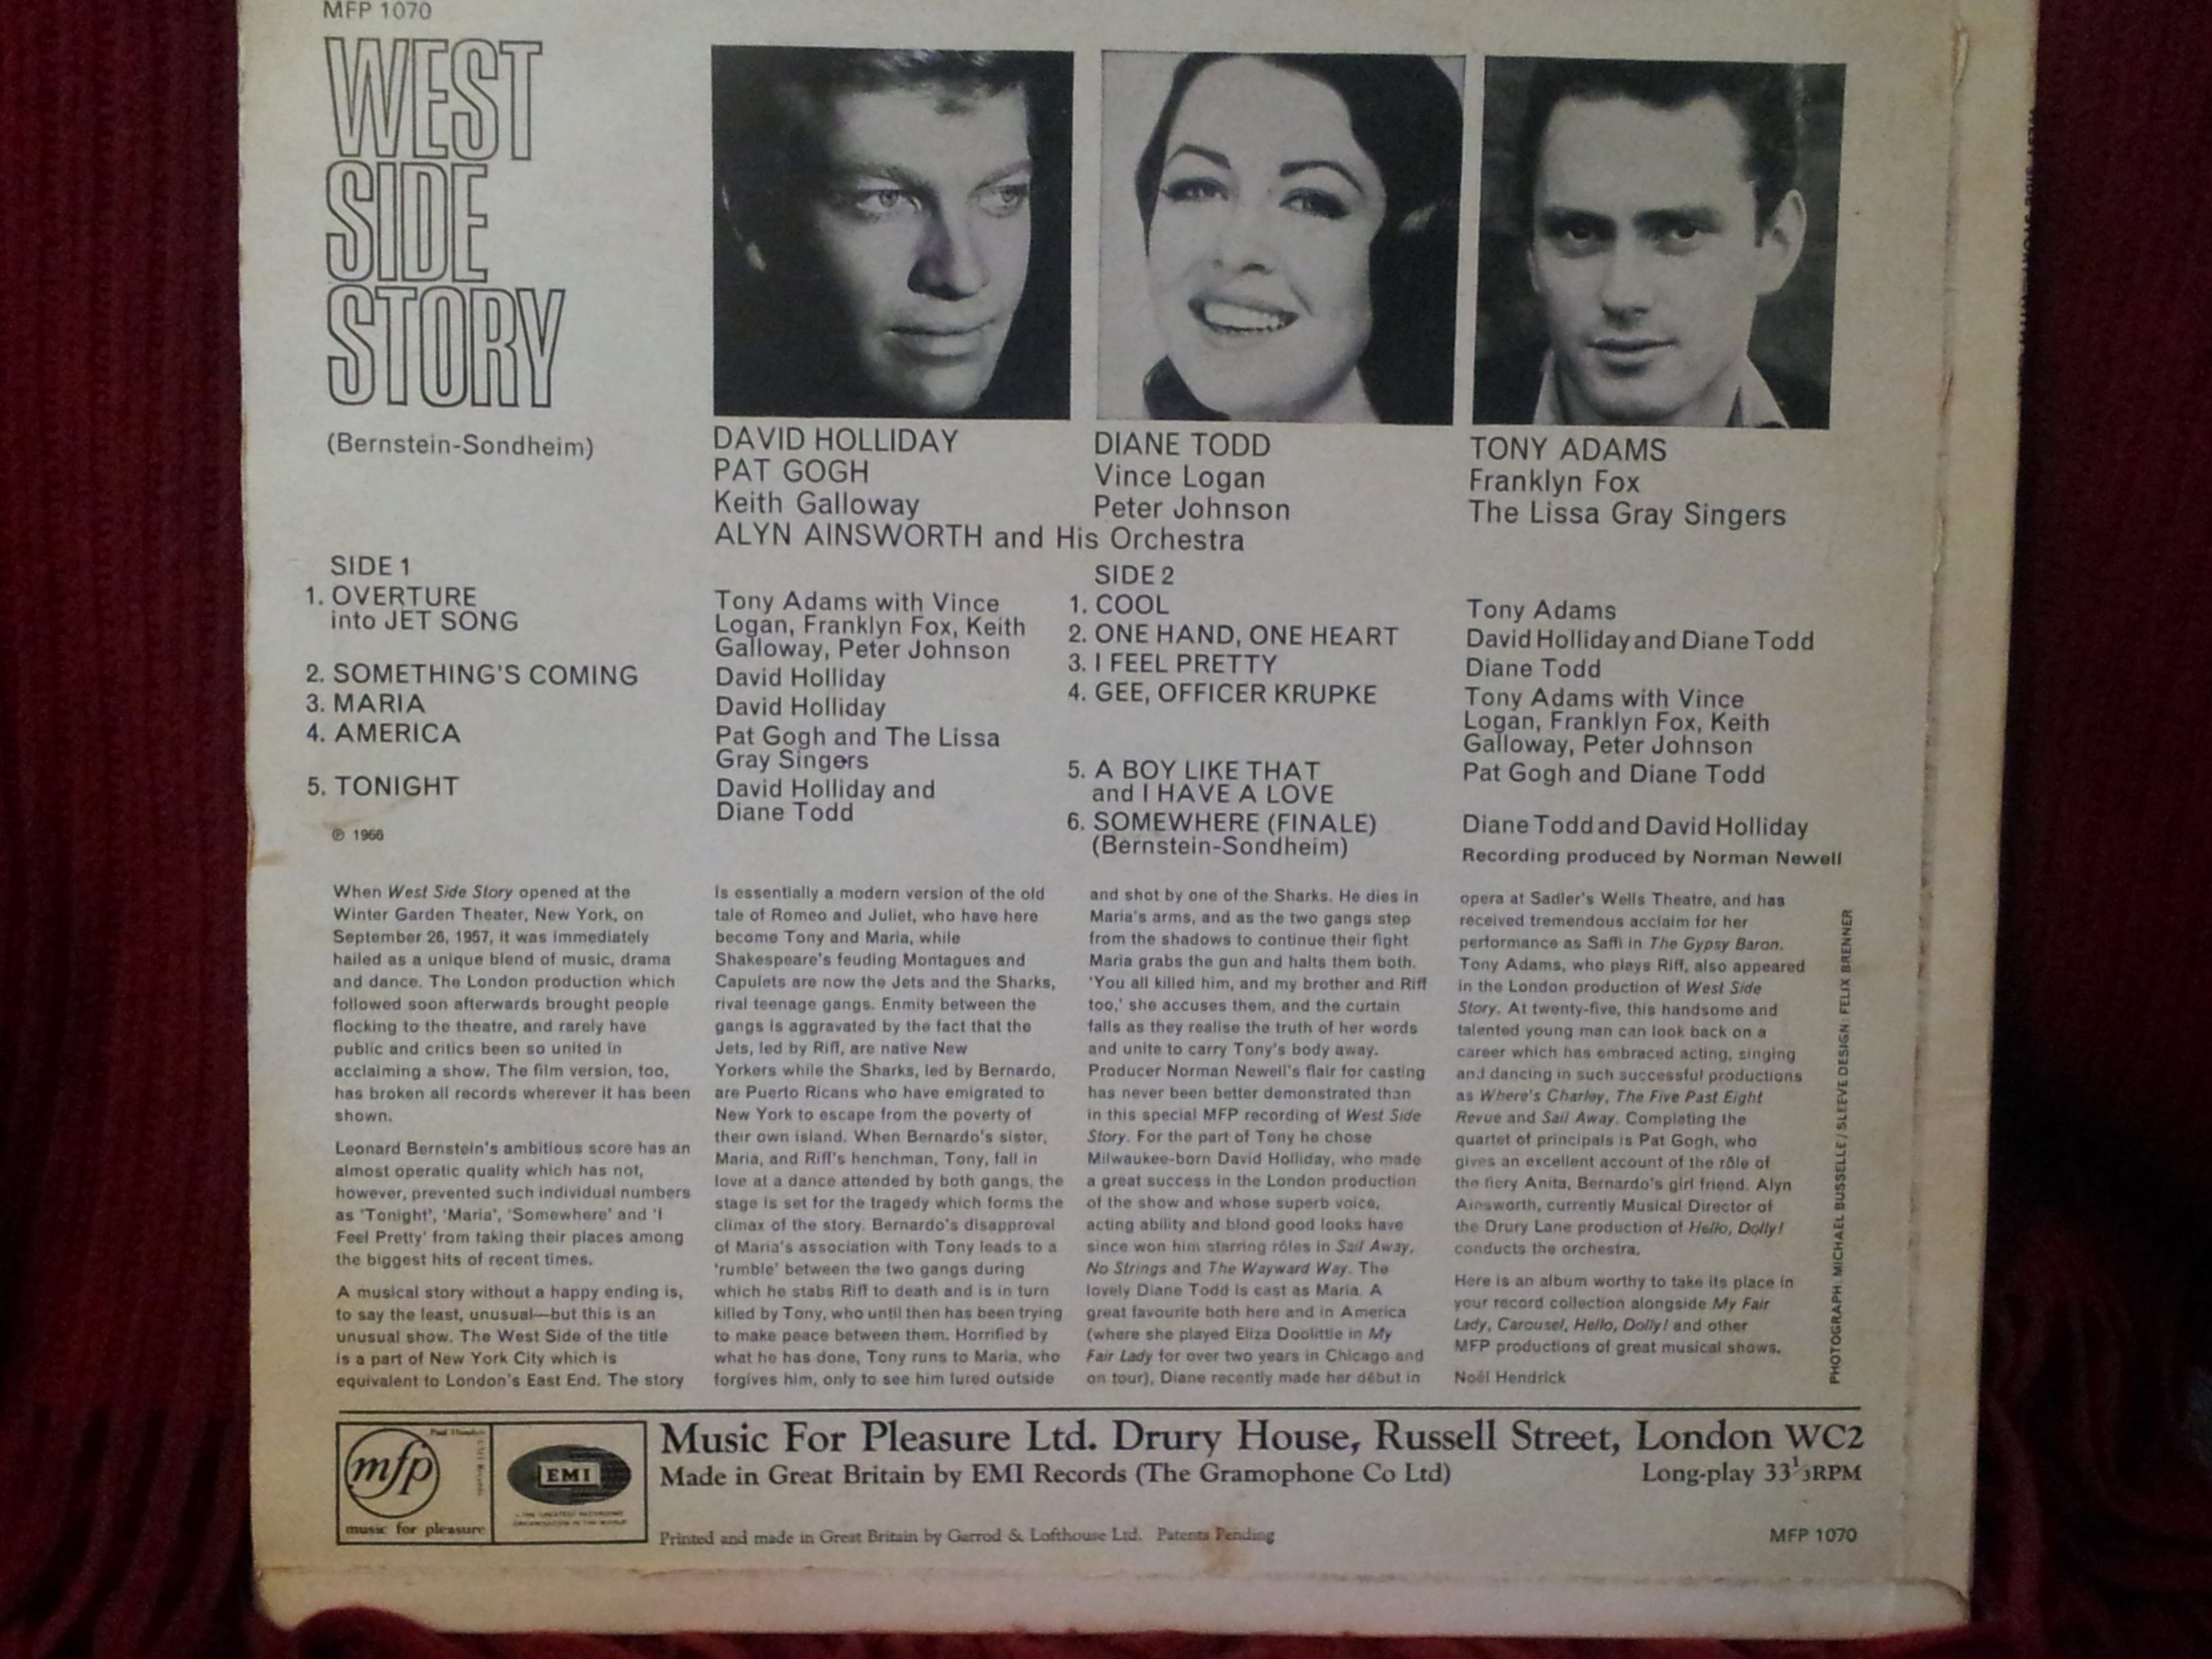 MFP 1070
WEST
SIDE
STORY
(Bernstein-Sondheim)
DAVID HOLLIDAY
PAT GOGH
Keith Galloway
DIANE TODD
Vince Logan
Peter Johnson
TONY ADAMS
Franklyn Fox
The Lissa Gray Singers
ALYN AINSWORTH and His Orchestra
SIDE 1
1. OVERTURE
into JET SONG
Tony Adams with Vince
Logan, Franklyn Fox, Keith
Galloway, Peter Johnson
2. SOMETHING'S COMING
David Holliday
3. MARIA
David Holliday
4. AMERICA
Pat Gogh and The Lissa
Gray Singers
5. TONIGHT
David Holliday and
Diane Todd
℗ 1966
SIDE 2
1. COOL
Tony Adams
2. ONE HAND, ONE HEART
David Holliday and Diane Todd
3. I FEEL PRETTY
Diane Todd
4. GEE, OFFICER KRUPKE
Tony Adams with Vince
Logan, Franklyn Fox, Keith
Galloway, Peter Johnson
5. A BOY LIKE THAT
and I HAVE A LOVE
Pat Gogh and Diane Todd
6. SOMEWHERE (FINALE)
(Bernstein-Sondheim)
Diane Todd and David Holliday
Recording produced by Norman Newell
When West Side Story opened at the
Winter Garden Theater, New York, on
September 26, 1957, it was immediately
hailed as a unique blend of music, drama
and dance. The London production which
followed soon afterwards brought people
flocking to the theatre, and rarely have
public and critics been so united in
acclaiming a show. The film version, too,
has broken all records wherever it has been
shown.
Leonard Bernstein's ambitious score has an
almost operatic quality which has not,
however, prevented such individual numbers
as 'Tonight', 'Maria', 'Somewhere' and 'I
Feel Pretty' from taking their places among
the biggest hits of recent times.
A musical story without a happy ending is,
to say the least, unusual—but this is an
unusual show. The West Side of the title
is a part of New York City which is
equivalent to London's East End. The story
is essentially a modern version of the old
tale of Romeo and Juliet, who have here
become Tony and Maria, while
Shakespeare's feuding Montagues and
Capulets are now the Jets and the Sharks,
rival teenage gangs. Enmity between the
gangs is aggravated by the fact that the
Jets, led by Riff, are native New
Yorkers while the Sharks, led by Bernardo,
are Puerto Ricans who have emigrated to
New York to escape from the poverty of
their own island. When Bernardo's sister,
Maria, and Riff's henchman, Tony, fall in
love at a dance attended by both gangs, the
stage is set for the tragedy which forms the
climax of the story. Bernardo's disapproval
of Maria's association with Tony leads to a
'rumble' between the two gangs during
which he stabs Riff to death and is in turn
killed by Tony, who until then has been trying
to make peace between them. Horrified by
what he has done, Tony runs to Maria, who
forgives him, only to see him lured outside
and shot by one of the Sharks. He dies in
Maria's arms, and as the two gangs step
from the shadows to continue their fight
Maria grabs the gun and halts them both.
'You all killed him, and my brother and Riff
too,' she accuses them, and the curtain
falls as they realise the truth of her words
and unite to carry Tony's body away.
Producer Norman Newell's flair for casting
has never been better demonstrated than
in this special MFP recording of West Side
Story. For the part of Tony he chose
Milwaukee-born David Holliday, who made
a great success in the London production
of the show and whose superb voice,
acting ability and blond good looks have
since won him starring rôles in Sail Away,
No Strings and The Wayward Way. The
lovely Diane Todd is cast as Maria. A
great favourite both here and in America
(where she played Eliza Doolittle in My
Fair Lady for over two years in Chicago and
on tour), Diane recently made her début in
opera at Sadler's Wells Theatre, and has
received tremendous acclaim for her
performance as Saffi in The Gypsy Baron.
Tony Adams, who plays Riff, also appeared
in the London production of West Side
Story. At twenty-five, this handsome and
talented young man can look back on a
career which has embraced acting, singing
and dancing in such successful productions
as Where's Charley, The Five Past Eight
Revue and Sail Away. Completing the
quartet of principals is Pat Gogh, who
gives an excellent account of the rôle of
the fiery Anita, Bernardo's girl friend. Alyn
Ainsworth, currently Musical Director of
the Drury Lane production of Hello, Dolly!
conducts the orchestra.
Here is an album worthy to take its place in
your record collection alongside My Fair
Lady, Carousel, Hello, Dolly! and other
MFP productions of great musical shows.
Noël Hendrick
PHOTOGRAPH: MICHAEL BUSSELLE / SLEEVE DESIGN: FELIX BRENNER
mfp
music for pleasure
EMI
Music For Pleasure Ltd. Drury House, Russell Street, London WC2
Made in Great Britain by EMI Records (The Gramophone Co Ltd)
Long-play 33⅓RPM
Printed and made in Great Britain by Garrod & Lofthouse Ltd. Patents Pending
MFP 1070